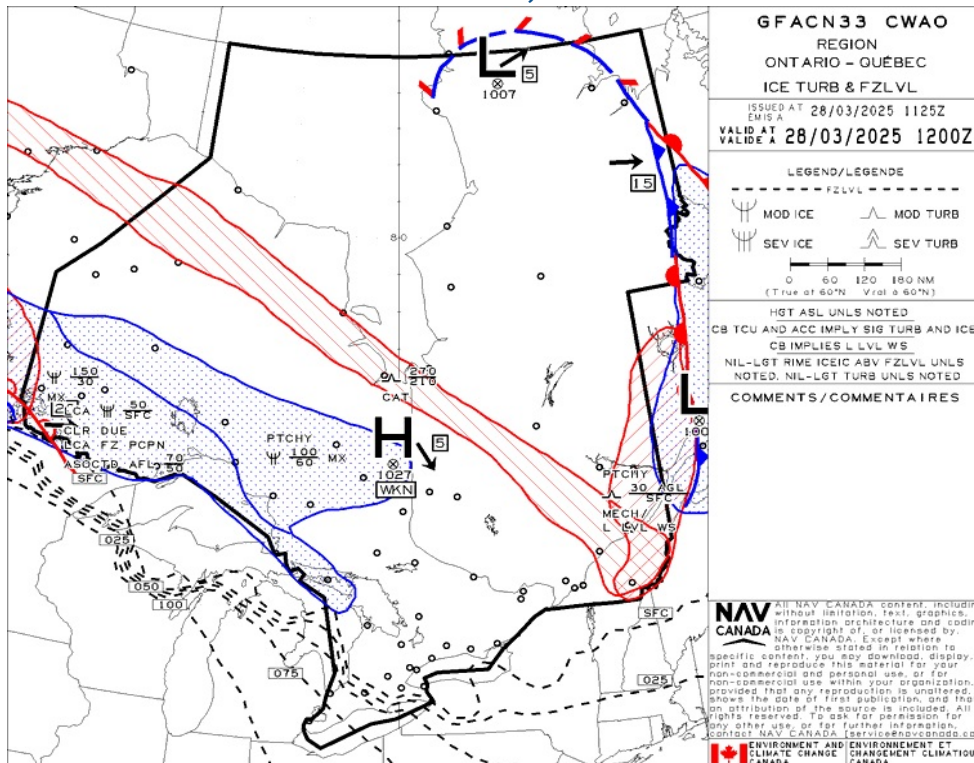 GFACN33 CWAO
REGION
ONTARIO - QUÉBEC
ICE TURB & FZLVL
ISSUED AT
ÉMIS À
28/03/2025 1125Z
VALID AT
VALIDE À
28/03/2025 1200Z
LEGEND/LÉGENDE
FZLVL
MOD ICE
MOD TURB
SEV ICE
SEV TURB
0 60 120 180 NM
(True at 60°N Vrai à 60°N)
HGT ASL UNLS NOTED
CB TCU AND ACC IMPLY SIG TURB AND ICE
CB IMPLIES L LVL WS
NIL-LGT RIME ICEIC ABV FZLVL UNLS
NOTED. NIL-LGT TURB UNLS NOTED
COMMENTS/COMMENTAIRES
NAV
CANADA
All NAV CANADA content, includin
without limitation, text, graphics,
information architecture and codin
is copyright of, or licensed by,
NAV CANADA. Except where
otherwise stated in relation to
specific content, you may download, display,
print and reproduce this material for your
non-commercial and personal use, or for
non-commercial use within your organization,
provided that any reproduction is unaltered,
shows the date of first publication, and tha
an attribution of the source is included. All
rights reserved. To ask for permission for
any other use, or for further information,
contact NAV CANADA [service@navcanada.ca
ENVIRONMENT AND
CLIMATE CHANGE
CANADA
ENVIRONNEMENT ET
CHANGEMENT CLIMATIQU
CANADA
L
5
1007
15
80
270
210
CAT
150
30
MX
LCA
50
SFC
CLR DUE
LCA FZ PCPN
ASOCTD AFL
70
50
SFC
PTCHY
100
60
MX
H
5
1027
WKN
L
100
PTCHY
30 AGL
SFC
MECH/
L LVL WS
025
050
100
075
SFC
025